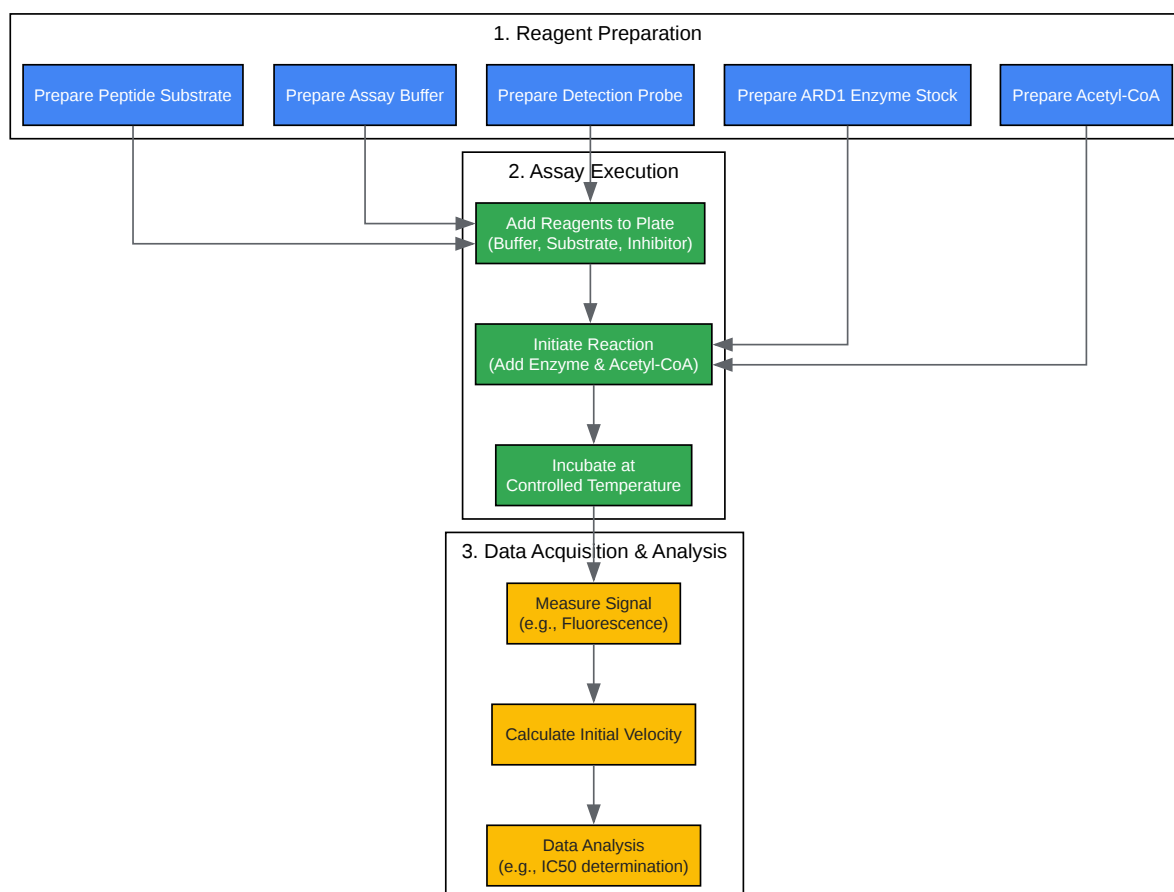 1. Reagent Preparation
Prepare Peptide Substrate
Prepare Assay Buffer
Prepare Detection Probe
Prepare ARD1 Enzyme Stock
Prepare Acetyl-CoA
2. Assay Execution
Add Reagents to Plate
(Buffer, Substrate, Inhibitor)
Initiate Reaction
(Add Enzyme & Acetyl-CoA)
Incubate at
Controlled Temperature
3. Data Acquisition & Analysis
Measure Signal
(e.g., Fluorescence)
Calculate Initial Velocity
Data Analysis
(e.g., IC50 determination)